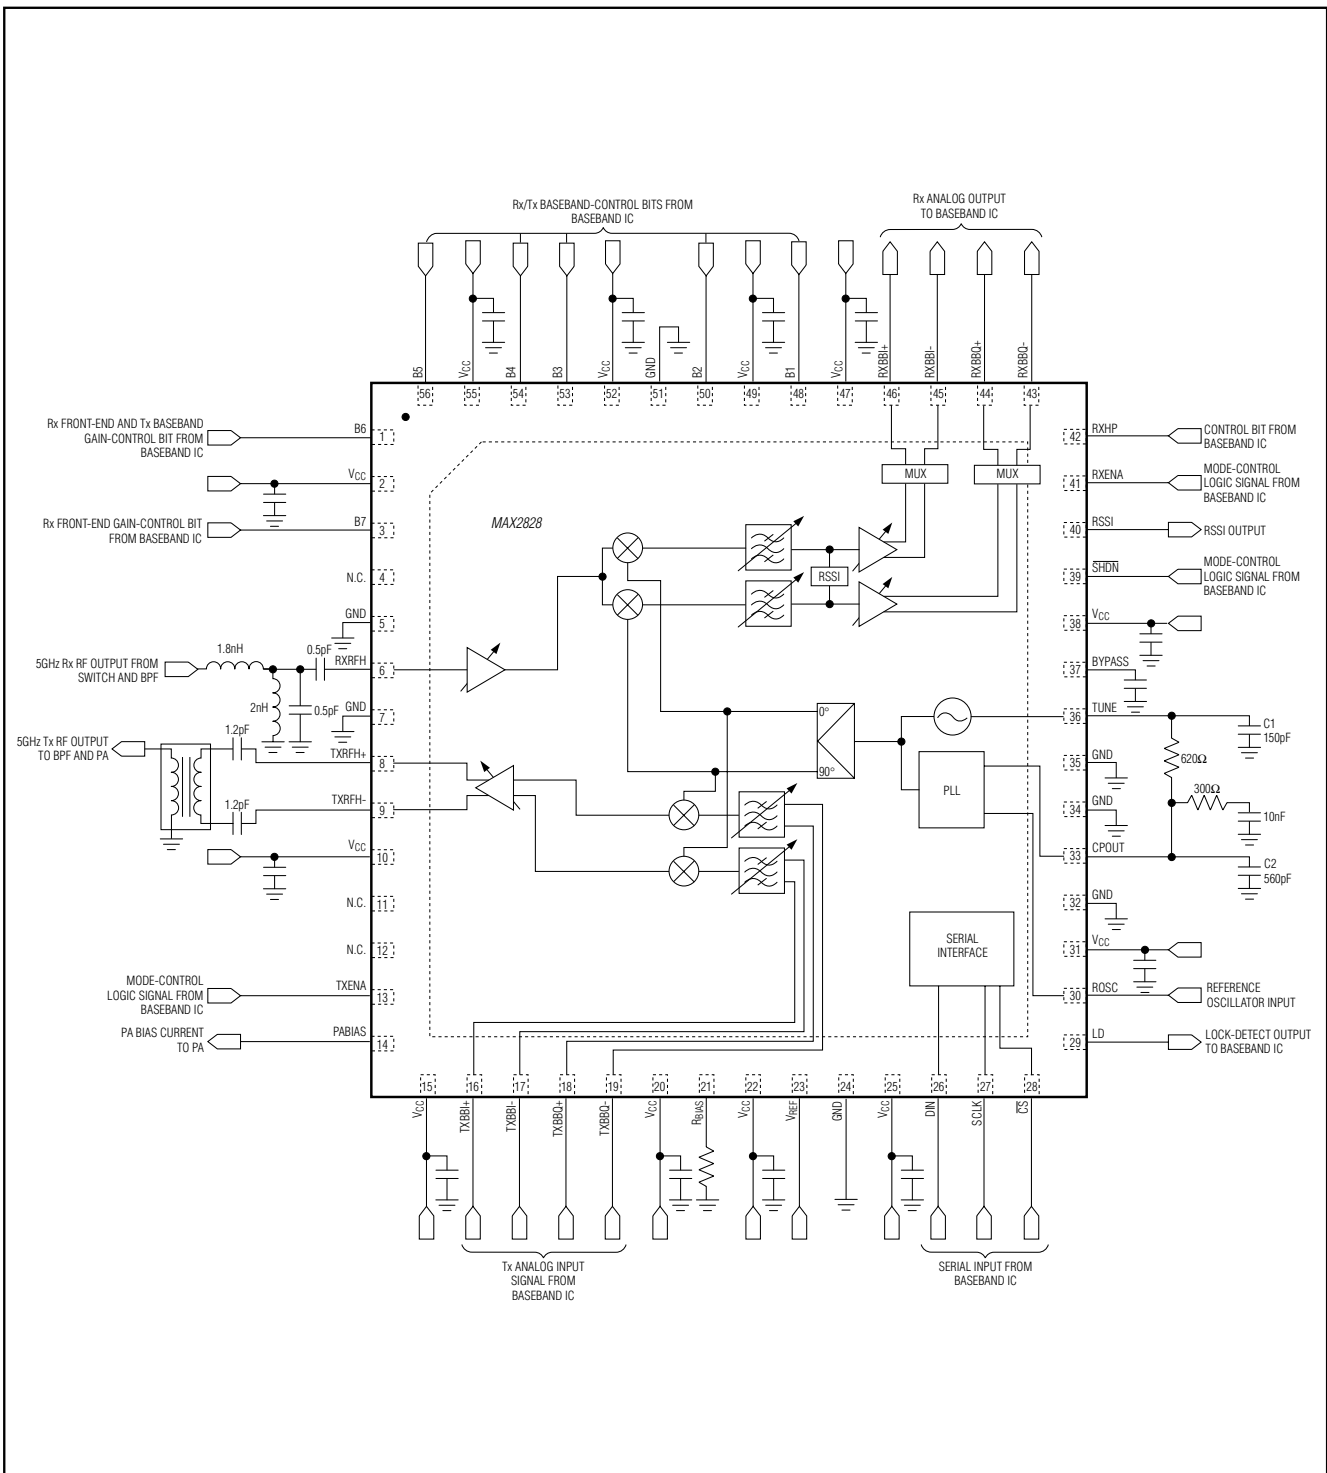 Rx/Tx BASEBAND-CONTROL BITS FROM
BASEBAND IC
Rx ANALOG OUTPUT
TO BASEBAND IC
B5
VCC
B4
B3
VCC
GND
B2
VCC
B1
VCC
RXBBI+
RXBBI-
RXBBQ+
RXBBQ-
56
55
54
53
52
51
50
49
48
47
46
45
44
43
Rx FRONT-END AND Tx BASEBAND
GAIN-CONTROL BIT FROM
BASEBAND IC
B6
1
VCC
2
Rx FRONT-END GAIN-CONTROL BIT
FROM BASEBAND IC
B7
3
N.C.
4
GND
5
5GHz Rx RF OUTPUT FROM
SWITCH AND BPF
1.8nH
0.5pF
RXRFH
6
2nH
0.5pF
GND
7
5GHz Tx RF OUTPUT
TO BPF AND PA
1.2pF
TXRFH+
8
1.2pF
TXRFH-
9
VCC
10
N.C.
11
N.C.
12
MODE-CONTROL
LOGIC SIGNAL FROM
BASEBAND IC
TXENA
13
PA BIAS CURRENT
TO PA
PABIAS
14
MAX2828
MUX
MUX
RSSI
0°
90°
PLL
SERIAL
INTERFACE
42
RXHP
CONTROL BIT FROM
BASEBAND IC
41
RXENA
MODE-CONTROL
LOGIC SIGNAL FROM
BASEBAND IC
40
RSSI
RSSI OUTPUT
39
SHDN
MODE-CONTROL
LOGIC SIGNAL FROM
BASEBAND IC
38
VCC
37
BYPASS
36
TUNE
C1
150pF
620Ω
35
GND
300Ω
34
GND
10nF
33
CPOUT
C2
560pF
32
GND
31
VCC
30
ROSC
REFERENCE
OSCILLATOR INPUT
29
LD
LOCK-DETECT OUTPUT
TO BASEBAND IC
15
16
17
18
19
20
21
22
23
24
25
26
27
28
VCC
TXBBI+
TXBBI-
TXBBQ+
TXBBQ-
VCC
RBIAS
VCC
VREF
GND
VCC
DIN
SCLK
CS
Tx ANALOG INPUT
SIGNAL FROM
BASEBAND IC
SERIAL INPUT FROM
BASEBAND IC